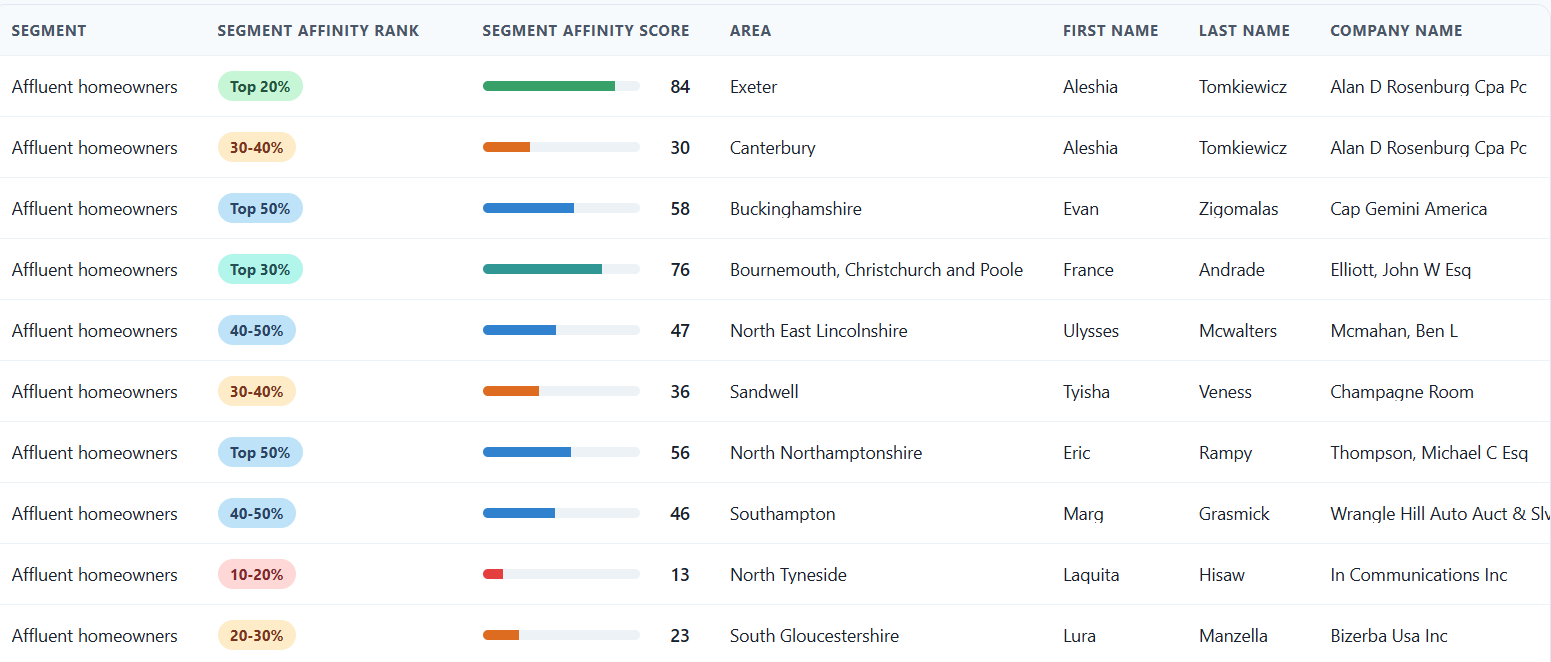 SEGMENT SEGMENT AFFINITY RANK SEGMENT AFFINITY SCORE AREA FIRST NAME LAST NAME COMPANY NAME
Affluent homeowners Top 20% 84 Exeter Aleshia Tomkiewicz Alan D Rosenburg Cpa Pc
Affluent homeowners 30-40% 30 Canterbury Aleshia Tomkiewicz Alan D Rosenburg Cpa Pc
Affluent homeowners Top 50% 58 Buckinghamshire Evan Zigomalas Cap Gemini America
Affluent homeowners Top 30% 76 Bournemouth, Christchurch and Poole France Andrade Elliott, John W Esq
Affluent homeowners 40-50% 47 North East Lincolnshire Ulysses Mcwalters Mcmahan, Ben L
Affluent homeowners 30-40% 36 Sandwell Tyisha Veness Champagne Room
Affluent homeowners Top 50% 56 North Northamptonshire Eric Rampy Thompson, Michael C Esq
Affluent homeowners 40-50% 46 Southampton Marg Grasmick Wrangle Hill Auto Auct & Slv
Affluent homeowners 10-20% 13 North Tyneside Laquita Hisaw In Communications Inc
Affluent homeowners 20-30% 23 South Gloucestershire Lura Manzella Bizerba Usa Inc